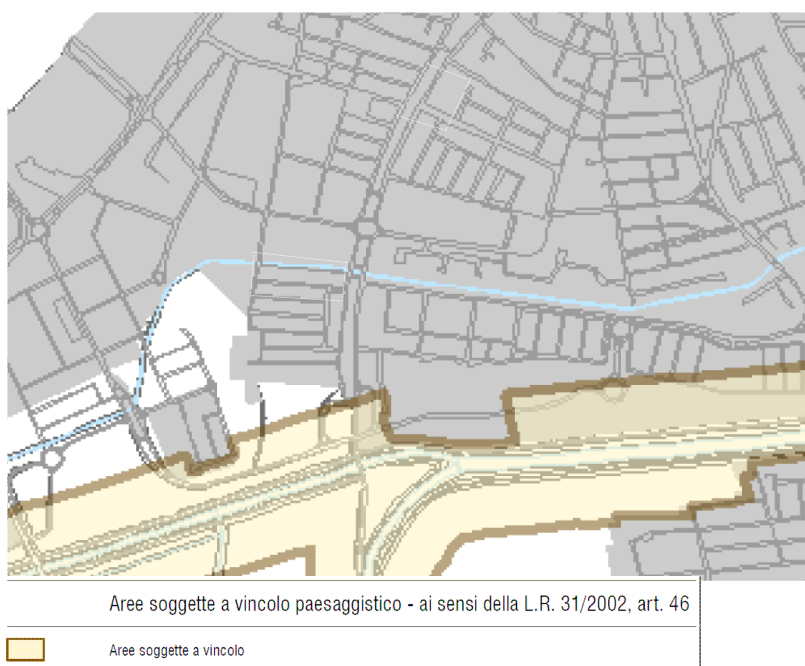 Aree soggette a vincolo paesaggistico - ai sensi della L.R. 31/2002, art. 46
Aree soggette a vincolo